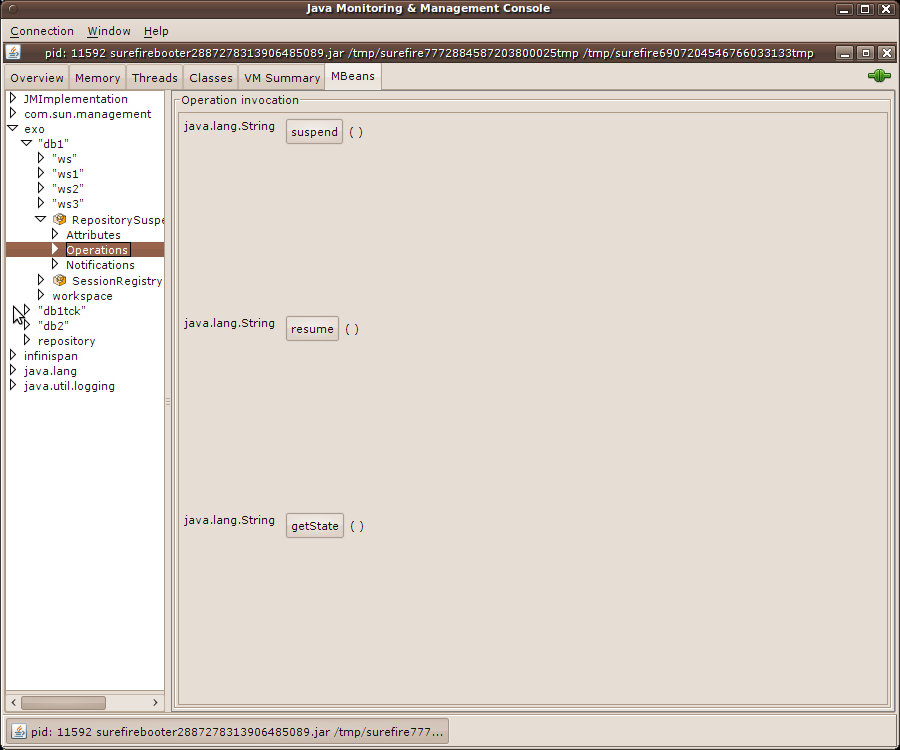 Java Monitoring & Management Console
Connection Window Help
pid: 11592 surefirebooter2887278313906485089.jar /tmp/surefire7772884587203800025tmp /tmp/surefire6907204546766033133tmp
Overview Memory Threads Classes VM Summary MBeans
JMImplementation
com.sun.management
exo
"db1"
"ws"
"ws1"
"ws2"
"ws3"
RepositorySuspe
Attributes
Operations
Notifications
SessionRegistry
workspace
"db1tck"
"db2"
repository
infinispan
java.lang
java.util.logging
Operation invocation
java.lang.String suspend ( )
java.lang.String resume ( )
java.lang.String getState ( )
pid: 11592 surefirebooter2887278313906485089.jar /tmp/surefire777...